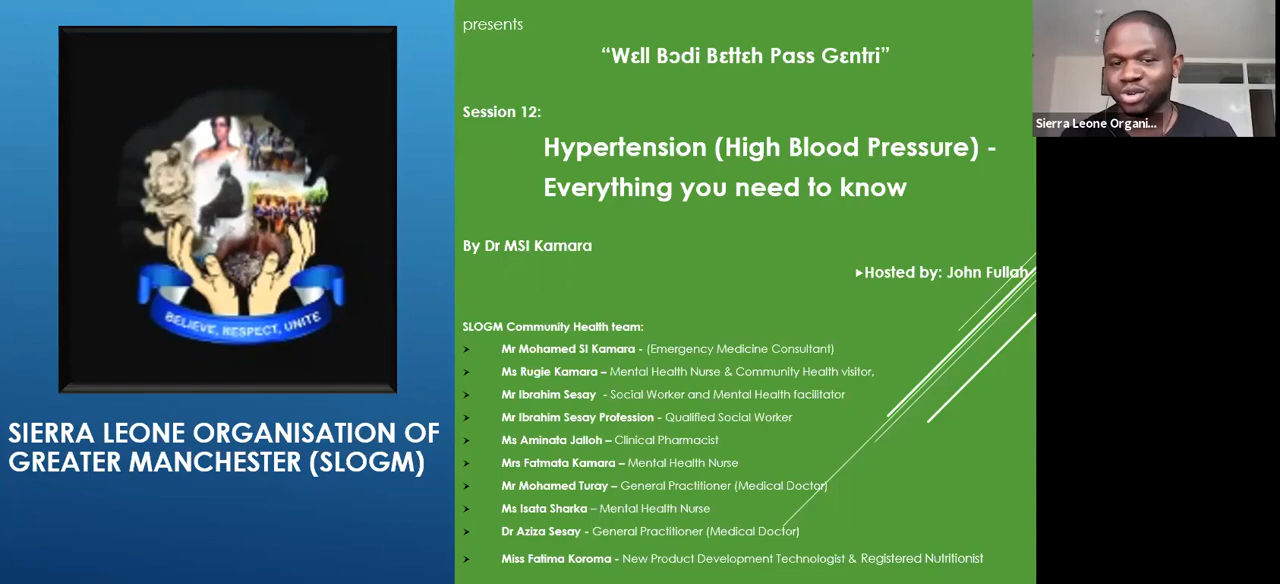 BELIEVE, RESPECT, UNITE
SIERRA LEONE ORGANISATION OF
GREATER MANCHESTER (SLOGM)
presents
“Wɛll Bɔdi Bɛttɛh Pass Gɛntri”
Session 12:
Hypertension (High Blood Pressure) -
Everything you need to know
By Dr MSI Kamara
Hosted by: John Fullah
SLOGM Community Health team:
Mr Mohamed SI Kamara - (Emergency Medicine Consultant)
Ms Rugie Kamara – Mental Health Nurse & Community Health visitor,
Mr Ibrahim Sesay - Social Worker and Mental Health facilitator
Mr Ibrahim Sesay Profession - Qualified Social Worker
Ms Aminata Jalloh – Clinical Pharmacist
Mrs Fatmata Kamara – Mental Health Nurse
Mr Mohamed Turay – General Practitioner (Medical Doctor)
Ms Isata Sharka – Mental Health Nurse
Dr Aziza Sesay - General Practitioner (Medical Doctor)
Miss Fatima Koroma - New Product Development Technologist & Registered Nutritionist
Sierra Leone Organi...